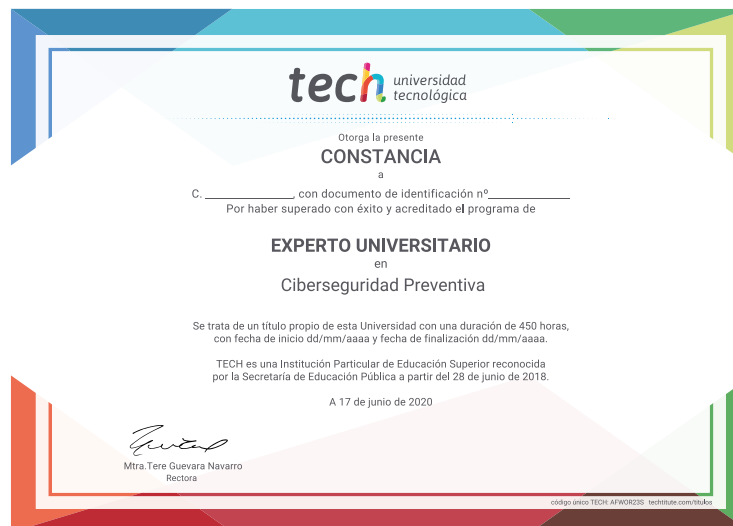 tech universidad
tecnológica
Otorga la presente
CONSTANCIA
a
C. ______________, con documento de identificación nº______________
Por haber superado con éxito y acreditado el programa de
EXPERTO UNIVERSITARIO
en
Ciberseguridad Preventiva
Se trata de un título propio de esta Universidad con una duración de 450 horas,
con fecha de inicio dd/mm/aaaa y fecha de finalización dd/mm/aaaa.
TECH es una Institución Particular de Educación Superior reconocida
por la Secretaría de Educación Pública a partir del 28 de junio de 2018.
A 17 de junio de 2020
Mtra.Tere Guevara Navarro
Rectora
código único TECH: AFWOR23S techtitute.com/titulos